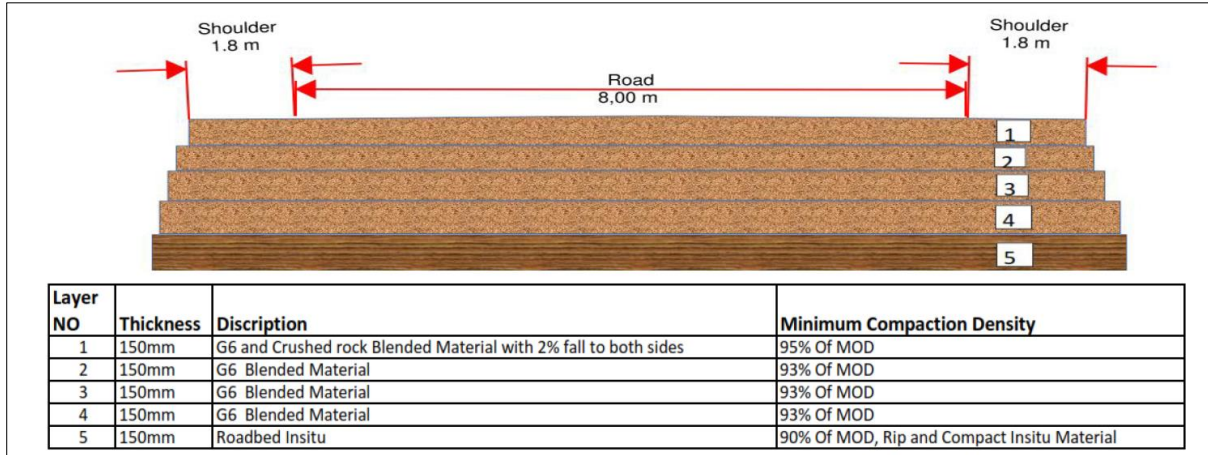 Shoulder
1.8 m
Shoulder
1.8 m
Road
8,00 m
1
2
3
4
5
Layer
NO Thickness Discription Minimum Compaction Density
1 150mm G6 and Crushed rock Blended Material with 2% fall to both sides 95% Of MOD
2 150mm G6 Blended Material 93% Of MOD
3 150mm G6 Blended Material 93% Of MOD
4 150mm G6 Blended Material 93% Of MOD
5 150mm Roadbed Insitu 90% Of MOD, Rip and Compact Insitu Material